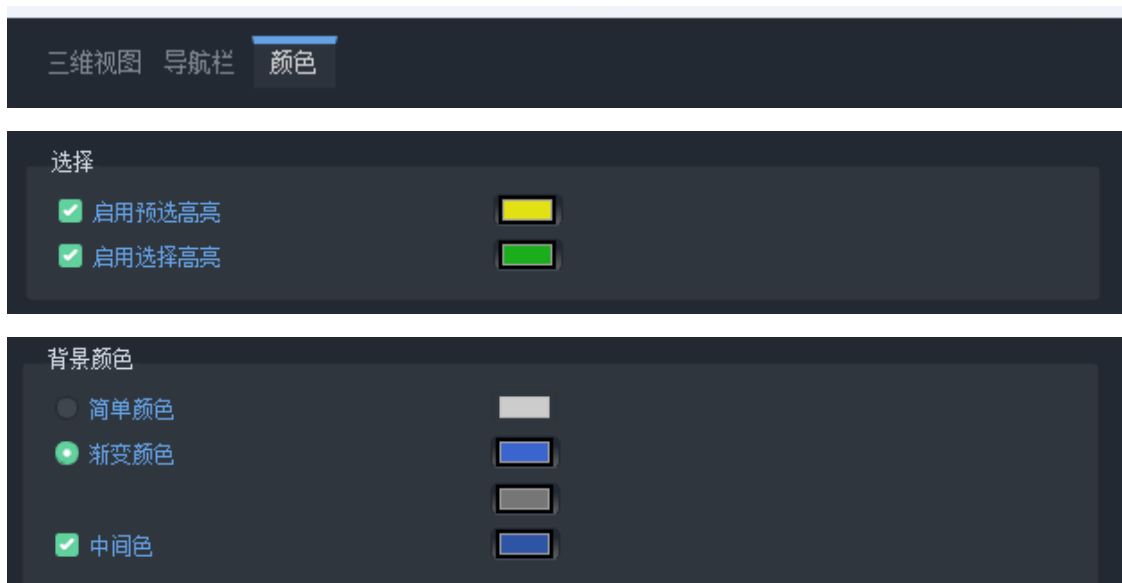 三维视图 导航栏 颜色
选择
启用预选高亮
启用选择高亮
背景颜色
简单颜色
渐变颜色
中间色